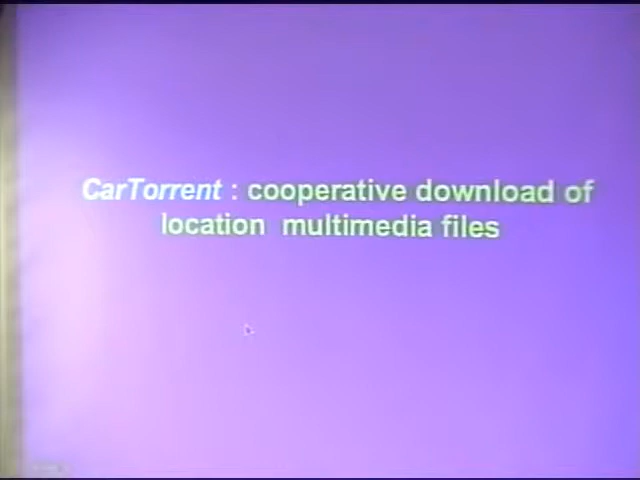 CarTorrent : cooperative download of
location multimedia files